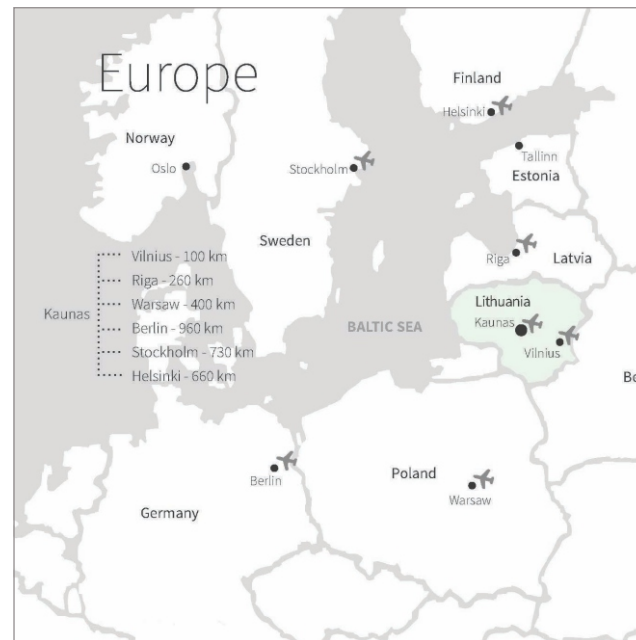 Europe
Finland
Helsinki
Norway
Oslo
Stockholm
Tallinn
Estonia
Sweden
Riga
Latvia
Kaunas
Vilnius - 100 km
Riga - 260 km
Warsaw - 400 km
Berlin - 960 km
Stockholm - 730 km
Helsinki - 660 km
BALTIC SEA
Lithuania
Kaunas
Vilnius
Be
Berlin
Poland
Warsaw
Germany